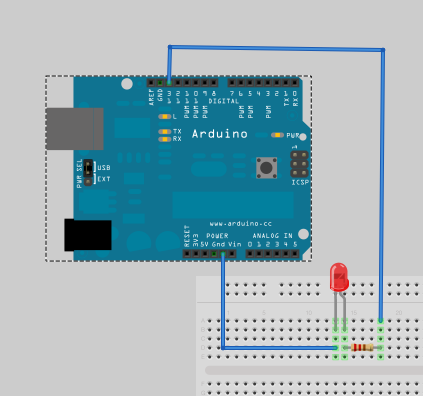 AREF
GND
13
12
PWM 11
PWM 10
PWM 9
8
7
PWM 6
PWM 5
4
PWM 3
2
TX 1
RX 0
DIGITAL
L
TX
RX
Arduino
PWR
1
ICSP
PWR SEL
USB
EXT
www.arduino.cc
POWER
ANALOG IN
RESET
3V3
5V Gnd Vin
0 1 2 3 4 5